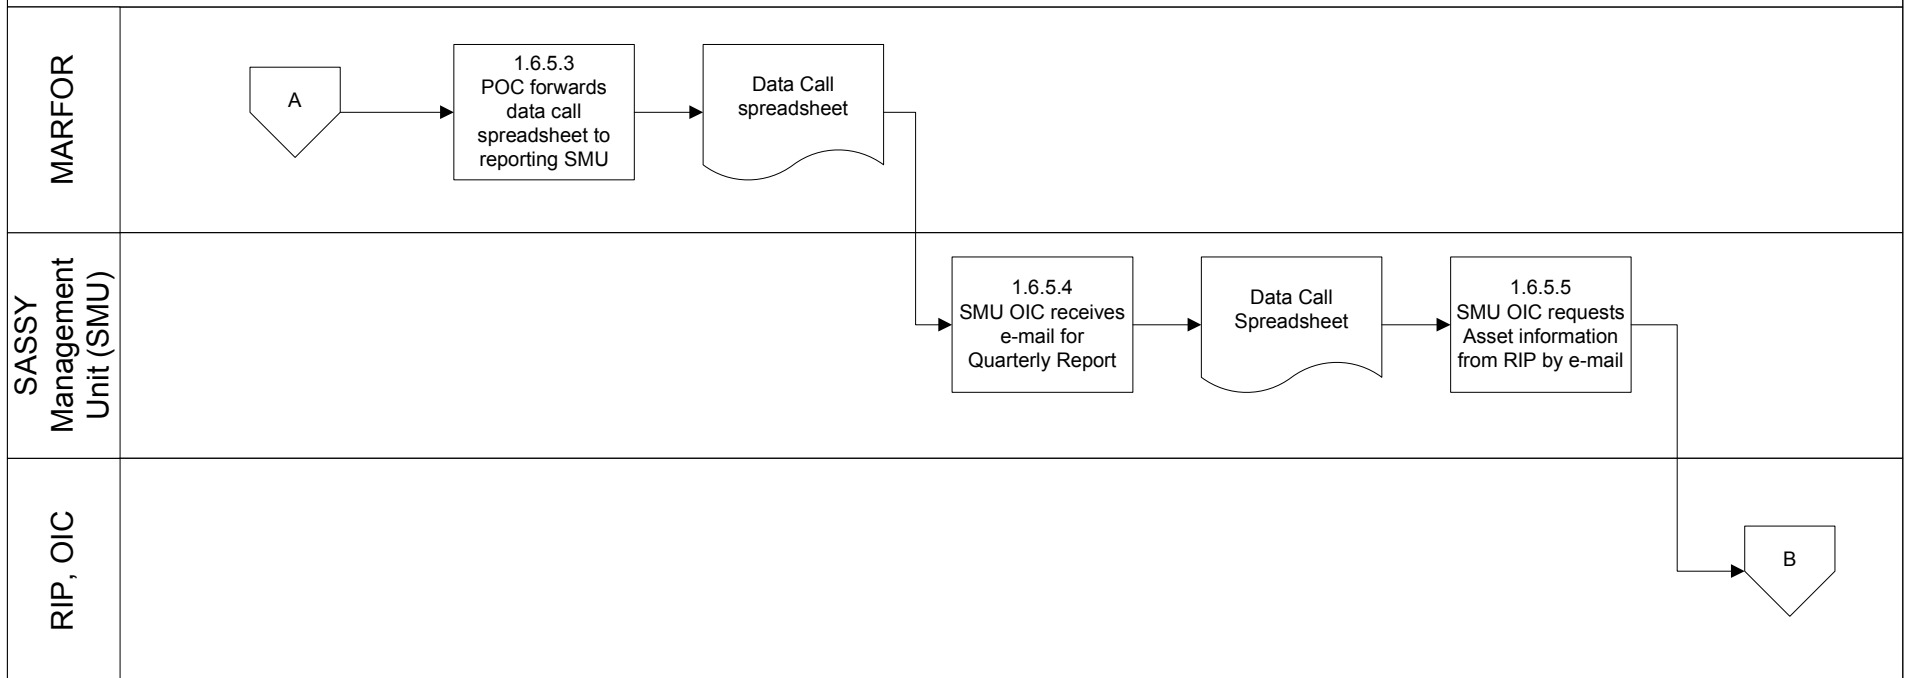 MARFOR
A
1.6.5.3
POC forwards
data call
spreadsheet to
reporting SMU
Data Call
spreadsheet
SASSY
Management
Unit (SMU)
1.6.5.4
SMU OIC receives
e-mail for
Quarterly Report
Data Call
Spreadsheet
1.6.5.5
SMU OIC requests
Asset information
from RIP by e-mail
RIP, OIC
B